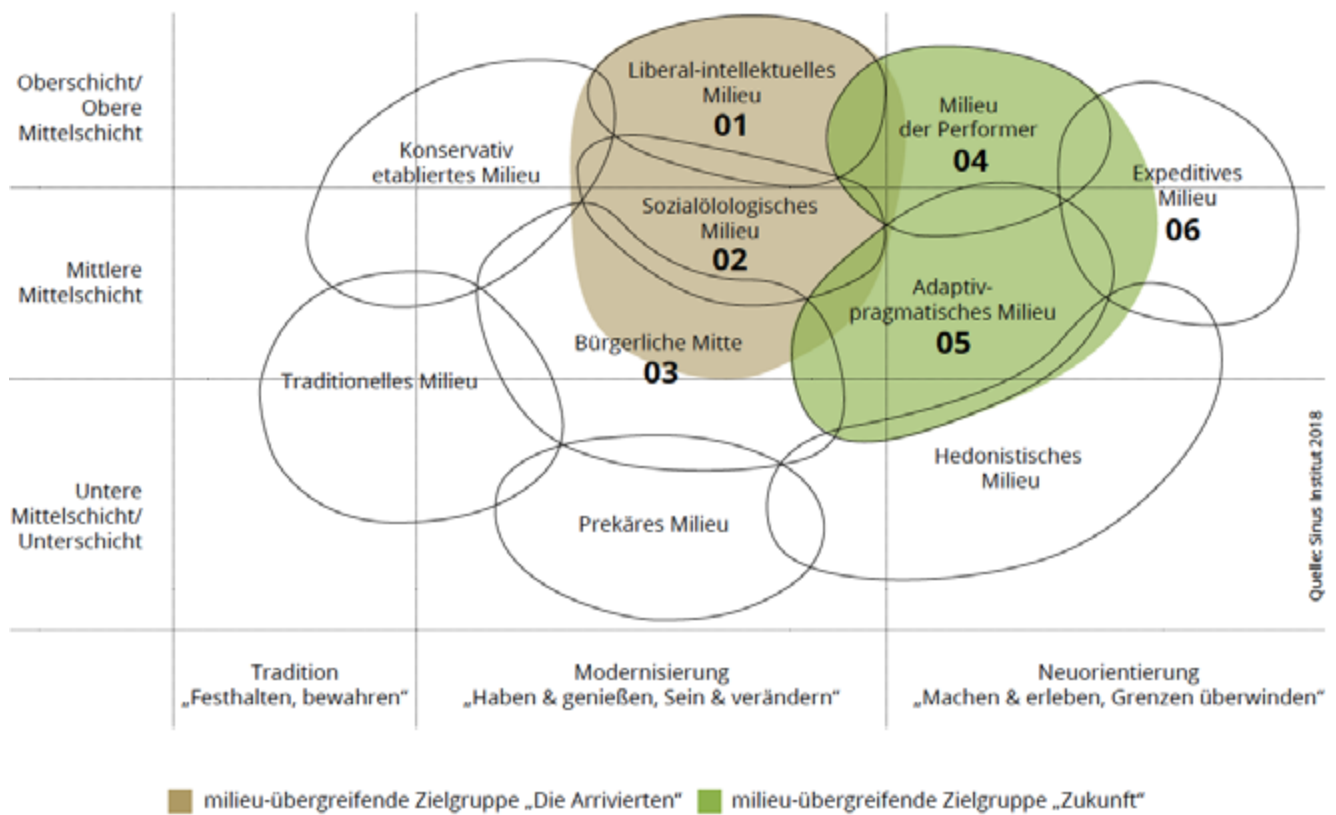 Oberschicht/
Obere
Mittelschicht
Mittlere
Mittelschicht
Untere
Mittelschicht/
Unterschicht
Liberal-intellektuelles
Milieu
01
Milieu
der Performer
04
Konservativ
etabliertes Milieu
Expeditives
Milieu
06
Sozialölologisches
Milieu
02
Adaptiv-
pragmatisches Milieu
05
Bürgerliche Mitte
03
Traditionelles Milieu
Hedonistisches
Milieu
Prekäres Milieu
Quelle: Sinus Institut 2018
Tradition
„Festhalten, bewahren“
Modernisierung
„Haben & genießen, Sein & verändern“
Neuorientierung
„Machen & erleben, Grenzen überwinden“
milieu-übergreifende Zielgruppe „Die Arrivierten“
milieu-übergreifende Zielgruppe „Zukunft“